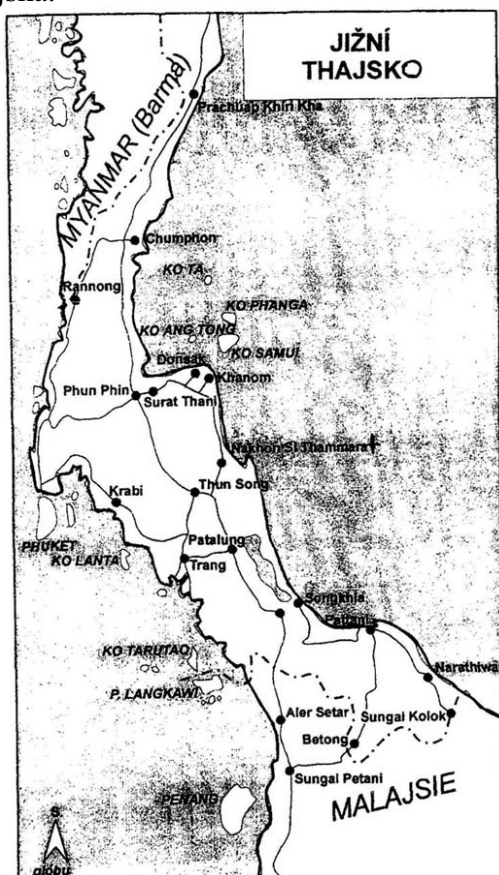 JIŽNÍ
THAJSKO
MYANMAR (Barma)
Prachuap Khiri Kha
Chumphon
KO TA
Rannong
KO PHANGA
KO ANG TONG
KO SAMUI
Donsak
Khanom
Phun Phin
Surat Thani
Nakhon Si Thammara
Thun Song
Krabi
PHUKET
Patalung
KO LANTA
Trang
Songkhla
Pattani
KO TARUTAO
Narathiwa
P. LANGKAWI
Aler Setar
Sungai Kolok
Betong
Sungai Petani
PENANG
MALAJSIE
S
globu